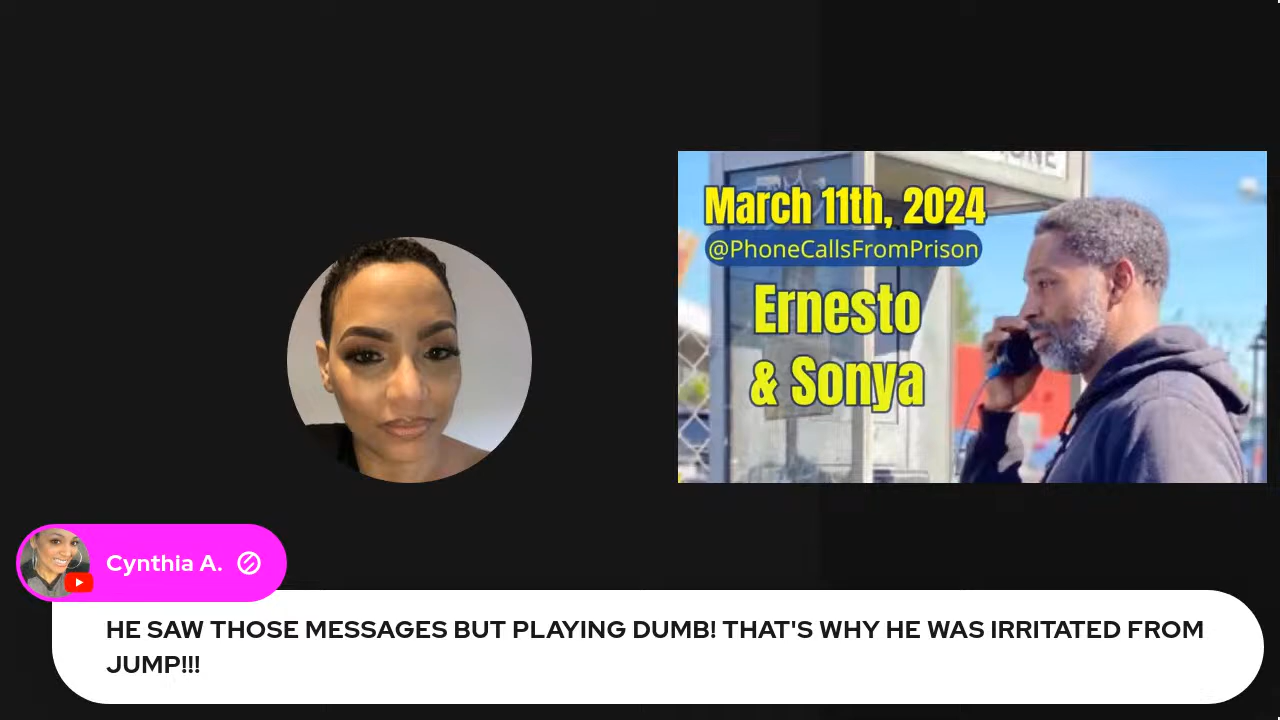 March 11th, 2024
@PhoneCallsFromPrison
Ernesto
& Sonya
Cynthia A.
HE SAW THOSE MESSAGES BUT PLAYING DUMB! THAT'S WHY HE WAS IRRITATED FROM
JUMP!!!